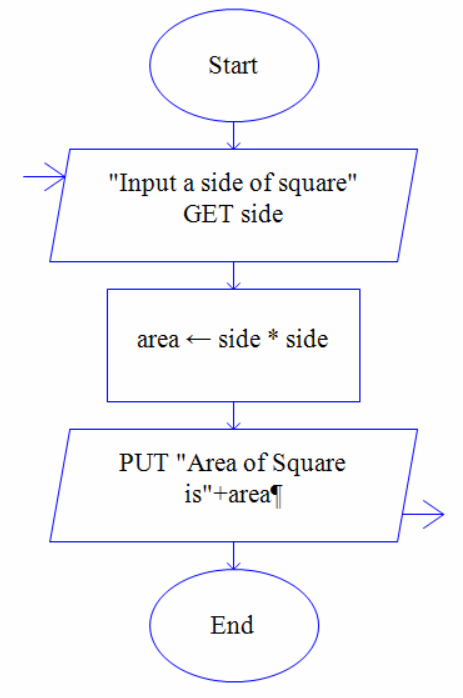 Start
"Input a side of square"
GET side
area ← side * side
PUT "Area of Square
is"+area¶
End